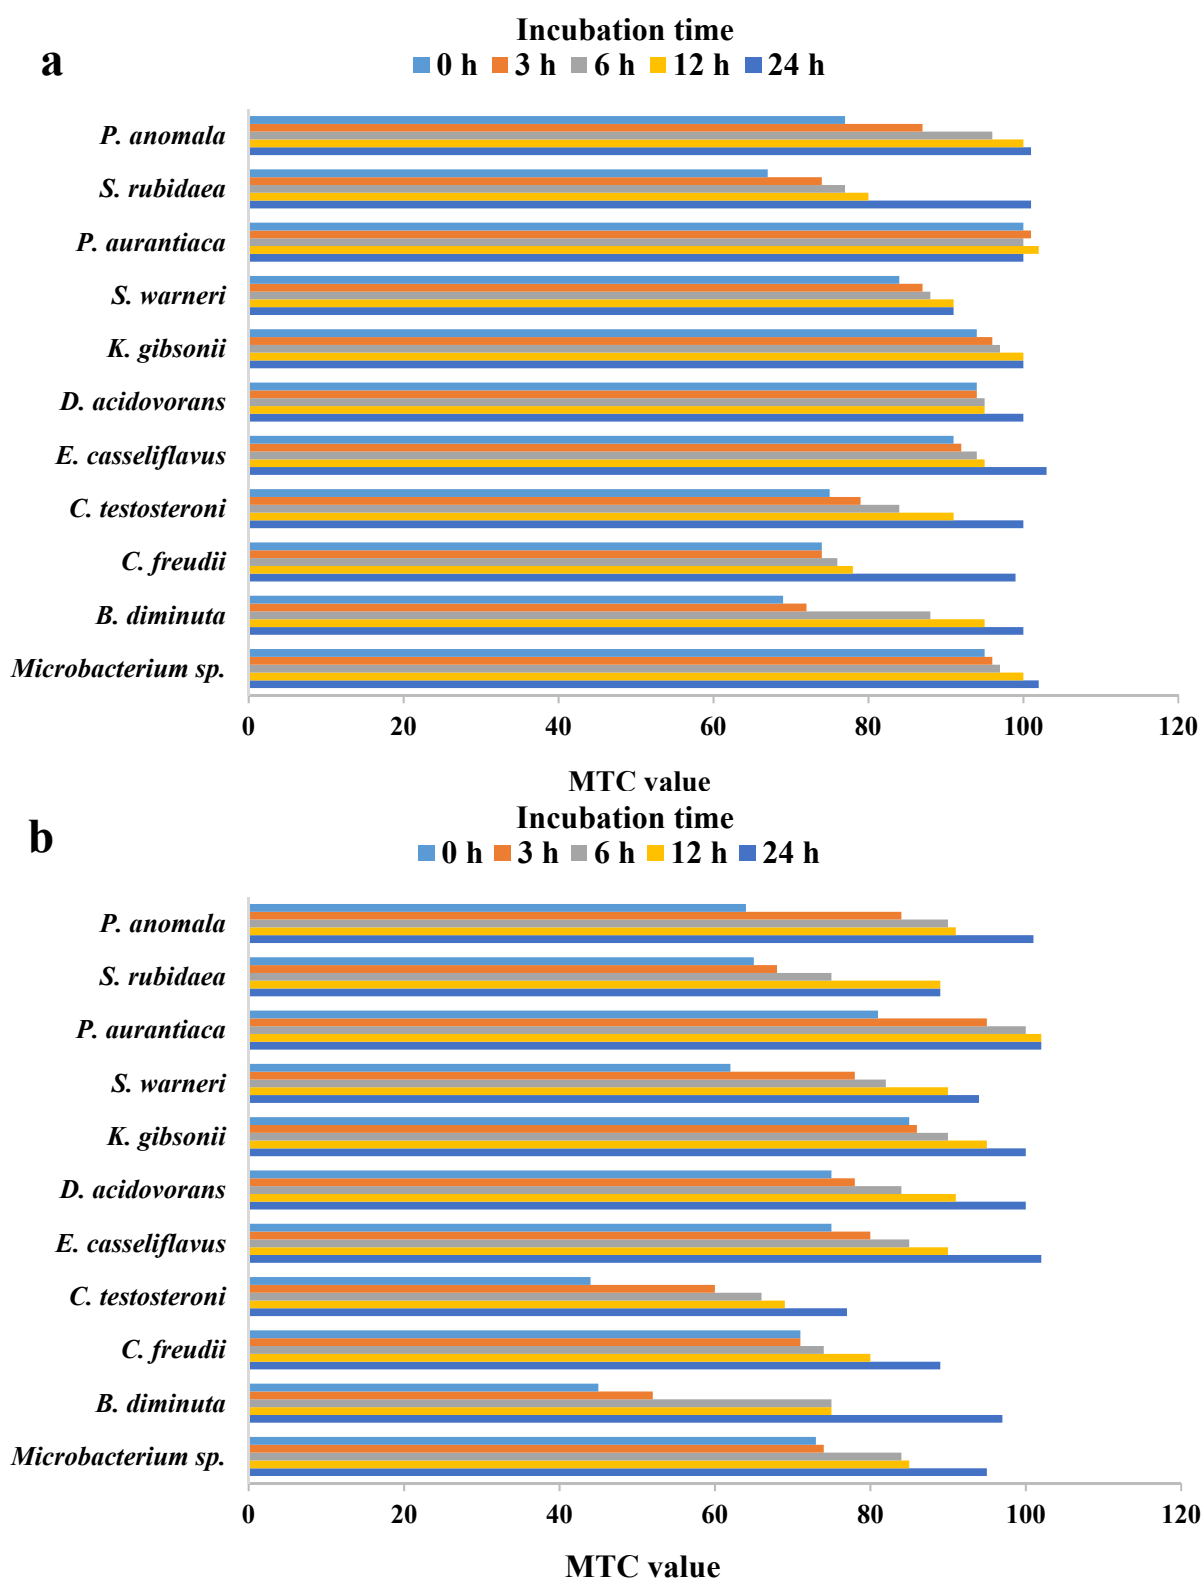 a
Incubation time
0 h 3 h 6 h 12 h 24 h
P. anomala
S. rubidaea
P. aurantiaca
S. warneri
K. gibsonii
D. acidovorans
E. casseliflavus
C. testosteroni
C. freudii
B. diminuta
Microbacterium sp.
0 20 40 60 80 100 120
MTC value
b
Incubation time
0 h 3 h 6 h 12 h 24 h
P. anomala
S. rubidaea
P. aurantiaca
S. warneri
K. gibsonii
D. acidovorans
E. casseliflavus
C. testosteroni
C. freudii
B. diminuta
Microbacterium sp.
0 20 40 60 80 100 120
MTC value